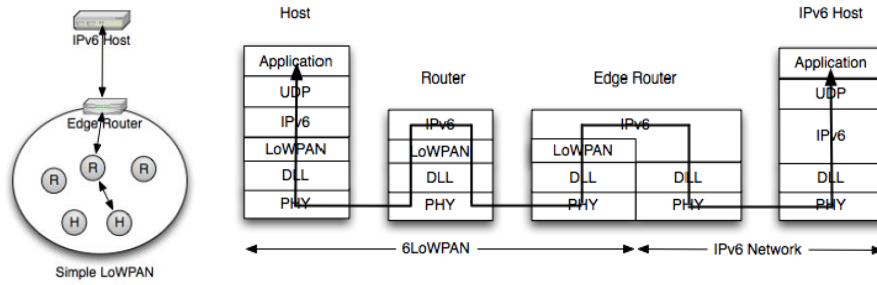 IPv6 Host
Edge Router
R
R
R
H
H
Simple LoWPAN
Host
Application
UDP
IPv6
LoWPAN
DLL
PHY
Router
IPv6
LoWPAN
DLL
PHY
Edge Router
IPv6
LoWPAN
DLL
DLL
PHY
PHY
IPv6 Host
Application
UDP
IPv6
DLL
PHY
6LoWPAN
IPv6 Network